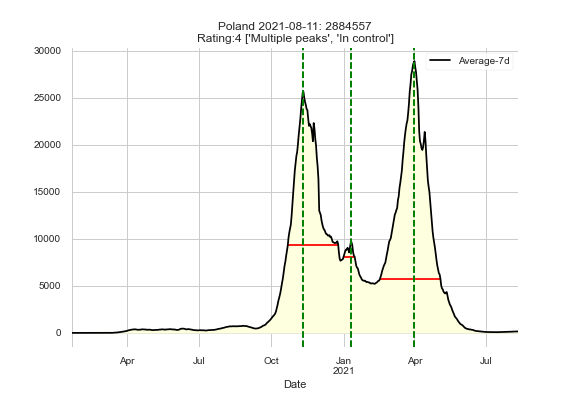 Poland 2021-08-11: 2884557
Rating:4 ['Multiple peaks', 'In control']
30000
25000
20000
15000
10000
5000
0
Average-7d
Apr
Jul
Oct
Jan
2021
Apr
Jul
Date